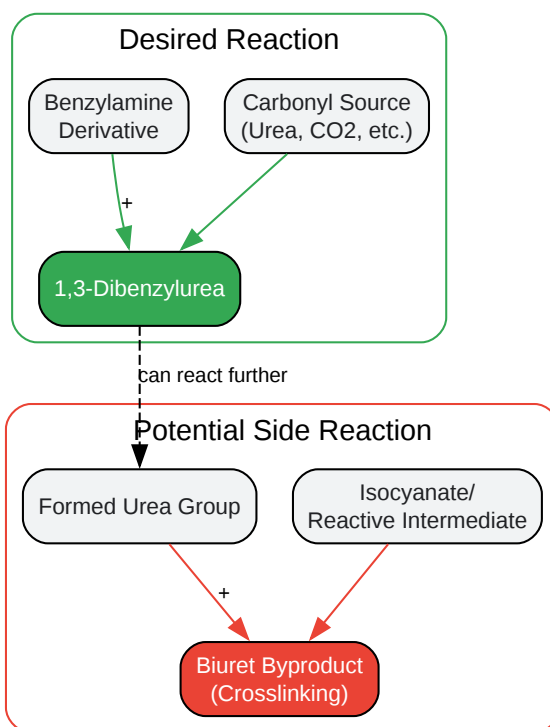 Desired Reaction
Benzylamine
Derivative
Carbonyl Source
(Urea, CO2, etc.)
+
1,3-Dibenzylurea
can react further
Potential Side Reaction
Formed Urea Group
Isocyanate/
Reactive Intermediate
+
Biuret Byproduct
(Crosslinking)